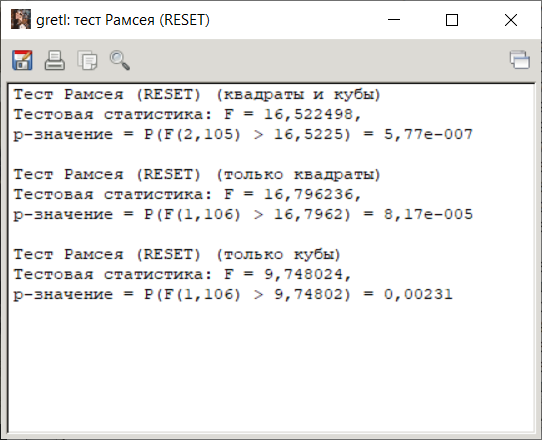 gretl: тест Рамсея (RESET)
Тест Рамсея (RESET) (квадраты и кубы)
Тестовая статистика: F = 16,522498,
р-значение = P(F(2,105) > 16,5225) = 5,77e-007
Тест Рамсея (RESET) (только квадраты)
Тестовая статистика: F = 16,796236,
р-значение = P(F(1,106) > 16,7962) = 8,17e-005
Тест Рамсея (RESET) (только кубы)
Тестовая статистика: F = 9,748024,
р-значение = P(F(1,106) > 9,74802) = 0,00231